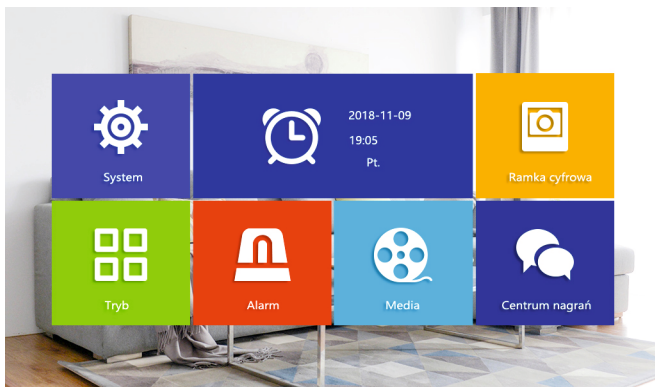 2018-11-09
19:05
Pt.
System
Ramka cyfrowa
Tryb
Alarm
Media
Centrum nagrań